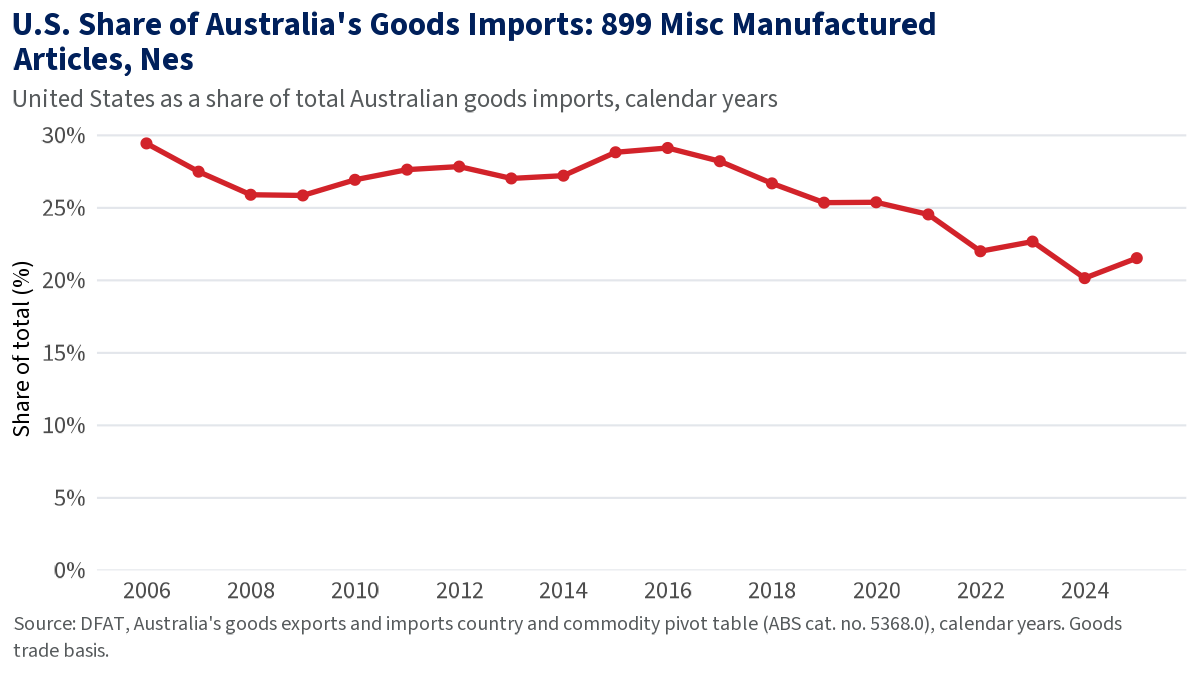 U.S. Share of Australia's Goods Imports: 899 Misc Manufactured
Articles, Nes
United States as a share of total Australian goods imports, calendar years
Share of total (%)
30%
25%
20%
15%
10%
5%
0%
2006 2008 2010 2012 2014 2016 2018 2020 2022 2024
Source: DFAT, Australia's goods exports and imports country and commodity pivot table (ABS cat. no. 5368.0), calendar years. Goods
trade basis.